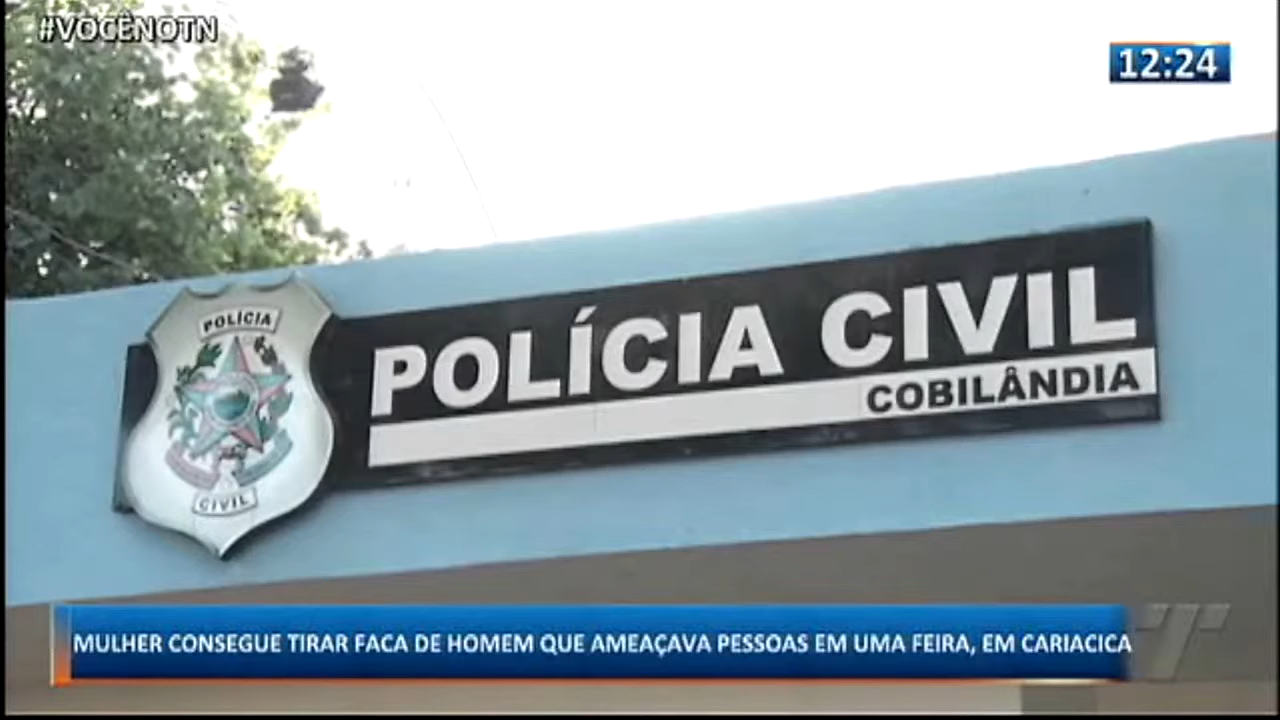 #VOCÊNOTN
12:24
POLÍCIA
POLÍCIA CIVIL
COBILÂNDIA
CIVIL
MULHER CONSEGUE TIRAR FACA DE HOMEM QUE AMEAÇAVA PESSOAS EM UMA FEIRA, EM CARIACICA